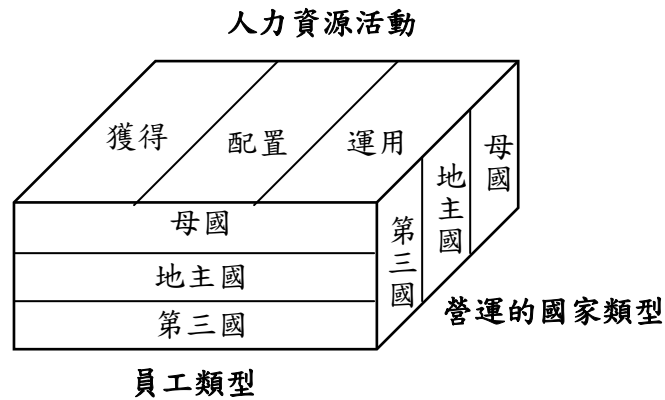 人力資源活動
獲得
配置
運用
母國
地主國
第三國
第三國
地主國
母國
營運的國家類型
員工類型